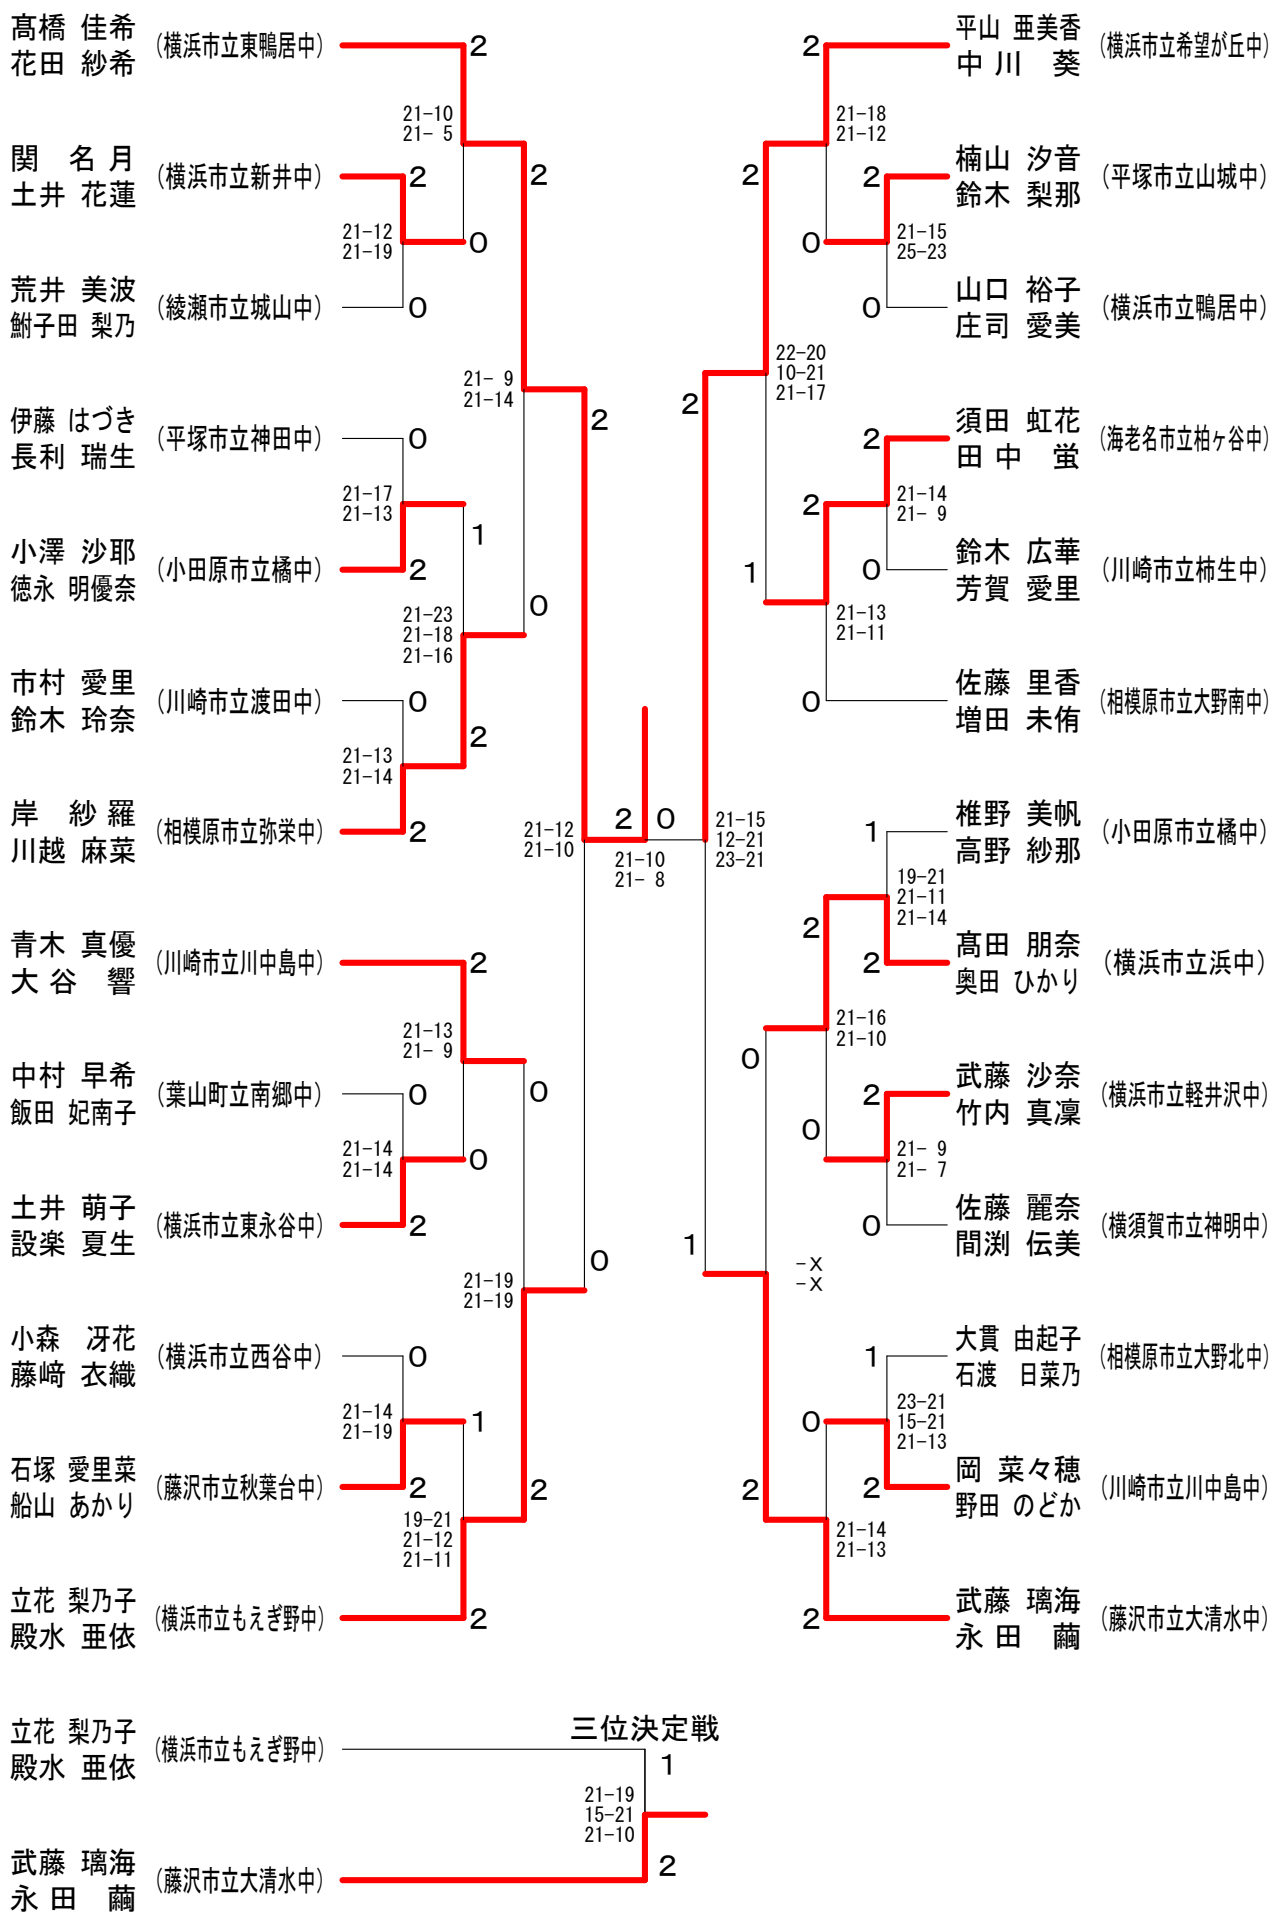 髙橋 佳希
花田 紗希
(横浜市立東鴨居中)
2
21-10
21- 5
関 名月
土井 花蓮
(横浜市立新井中)
2
2
21-12
21-19
0
荒井 美波
鮒子田 梨乃
(綾瀬市立城山中)
0
21- 9
21-14
2
伊藤 はづき
長利 瑞生
(平塚市立神田中)
0
21-17
21-13
1
小澤 沙耶
徳永 明優奈
(小田原市立橘中)
2
21-23
21-18
21-16
0
市村 愛里
鈴木 玲奈
(川崎市立渡田中)
0
2
21-13
21-14
岸 紗羅
川越 麻菜
(相模原市立弥栄中)
2
21-12
21-10
2
0
21-10
21- 8
青木 真優
大谷 響
(川崎市立川中島中)
2
21-13
21- 9
中村 早希
飯田 妃南子
(葉山町立南郷中)
0
0
21-14
21-14
0
土井 萌子
設楽 夏生
(横浜市立東永谷中)
2
21-19
21-19
0
小森 冴花
藤﨑 衣織
(横浜市立西谷中)
0
21-14
21-19
1
石塚 愛里菜
船山 あかり
(藤沢市立秋葉台中)
2
2
19-21
21-12
21-11
立花 梨乃子
殿水 亜依
(横浜市立もえぎ野中)
2
2
平山 亜美香
中川 葵
(横浜市立希望が丘中)
21-18
21-12
2
2
楠山 汐音
鈴木 梨那
(平塚市立山城中)
0
21-15
25-23
0
山口 裕子
庄司 愛美
(横浜市立鴨居中)
22-20
10-21
21-17
2
2
須田 虹花
田中 蛍
(海老名市立柏ヶ谷中)
2
21-14
21- 9
1
0
鈴木 広華
芳賀 愛里
(川崎市立柿生中)
21-13
21-11
0
佐藤 里香
増田 未侑
(相模原市立大野南中)
21-15
12-21
23-21
1
椎野 美帆
高野 紗那
(小田原市立橘中)
19-21
21-11
21-14
2
2
髙田 朋奈
奥田 ひかり
(横浜市立浜中)
21-16
21-10
0
2
武藤 沙奈
竹内 真凜
(横浜市立軽井沢中)
0
21- 9
21- 7
0
佐藤 麗奈
間渕 伝美
(横須賀市立神明中)
1
-X
-X
1
大貫 由起子
石渡 日菜乃
(相模原市立大野北中)
0
23-21
15-21
21-13
2
2
岡 菜々穂
野田 のどか
(川崎市立川中島中)
21-14
21-13
2
武藤 璃海
永田 繭
(藤沢市立大清水中)
三位決定戦
立花 梨乃子
殿水 亜依
(横浜市立もえぎ野中)
1
21-19
15-21
21-10
武藤 璃海
永田 繭
(藤沢市立大清水中)
2